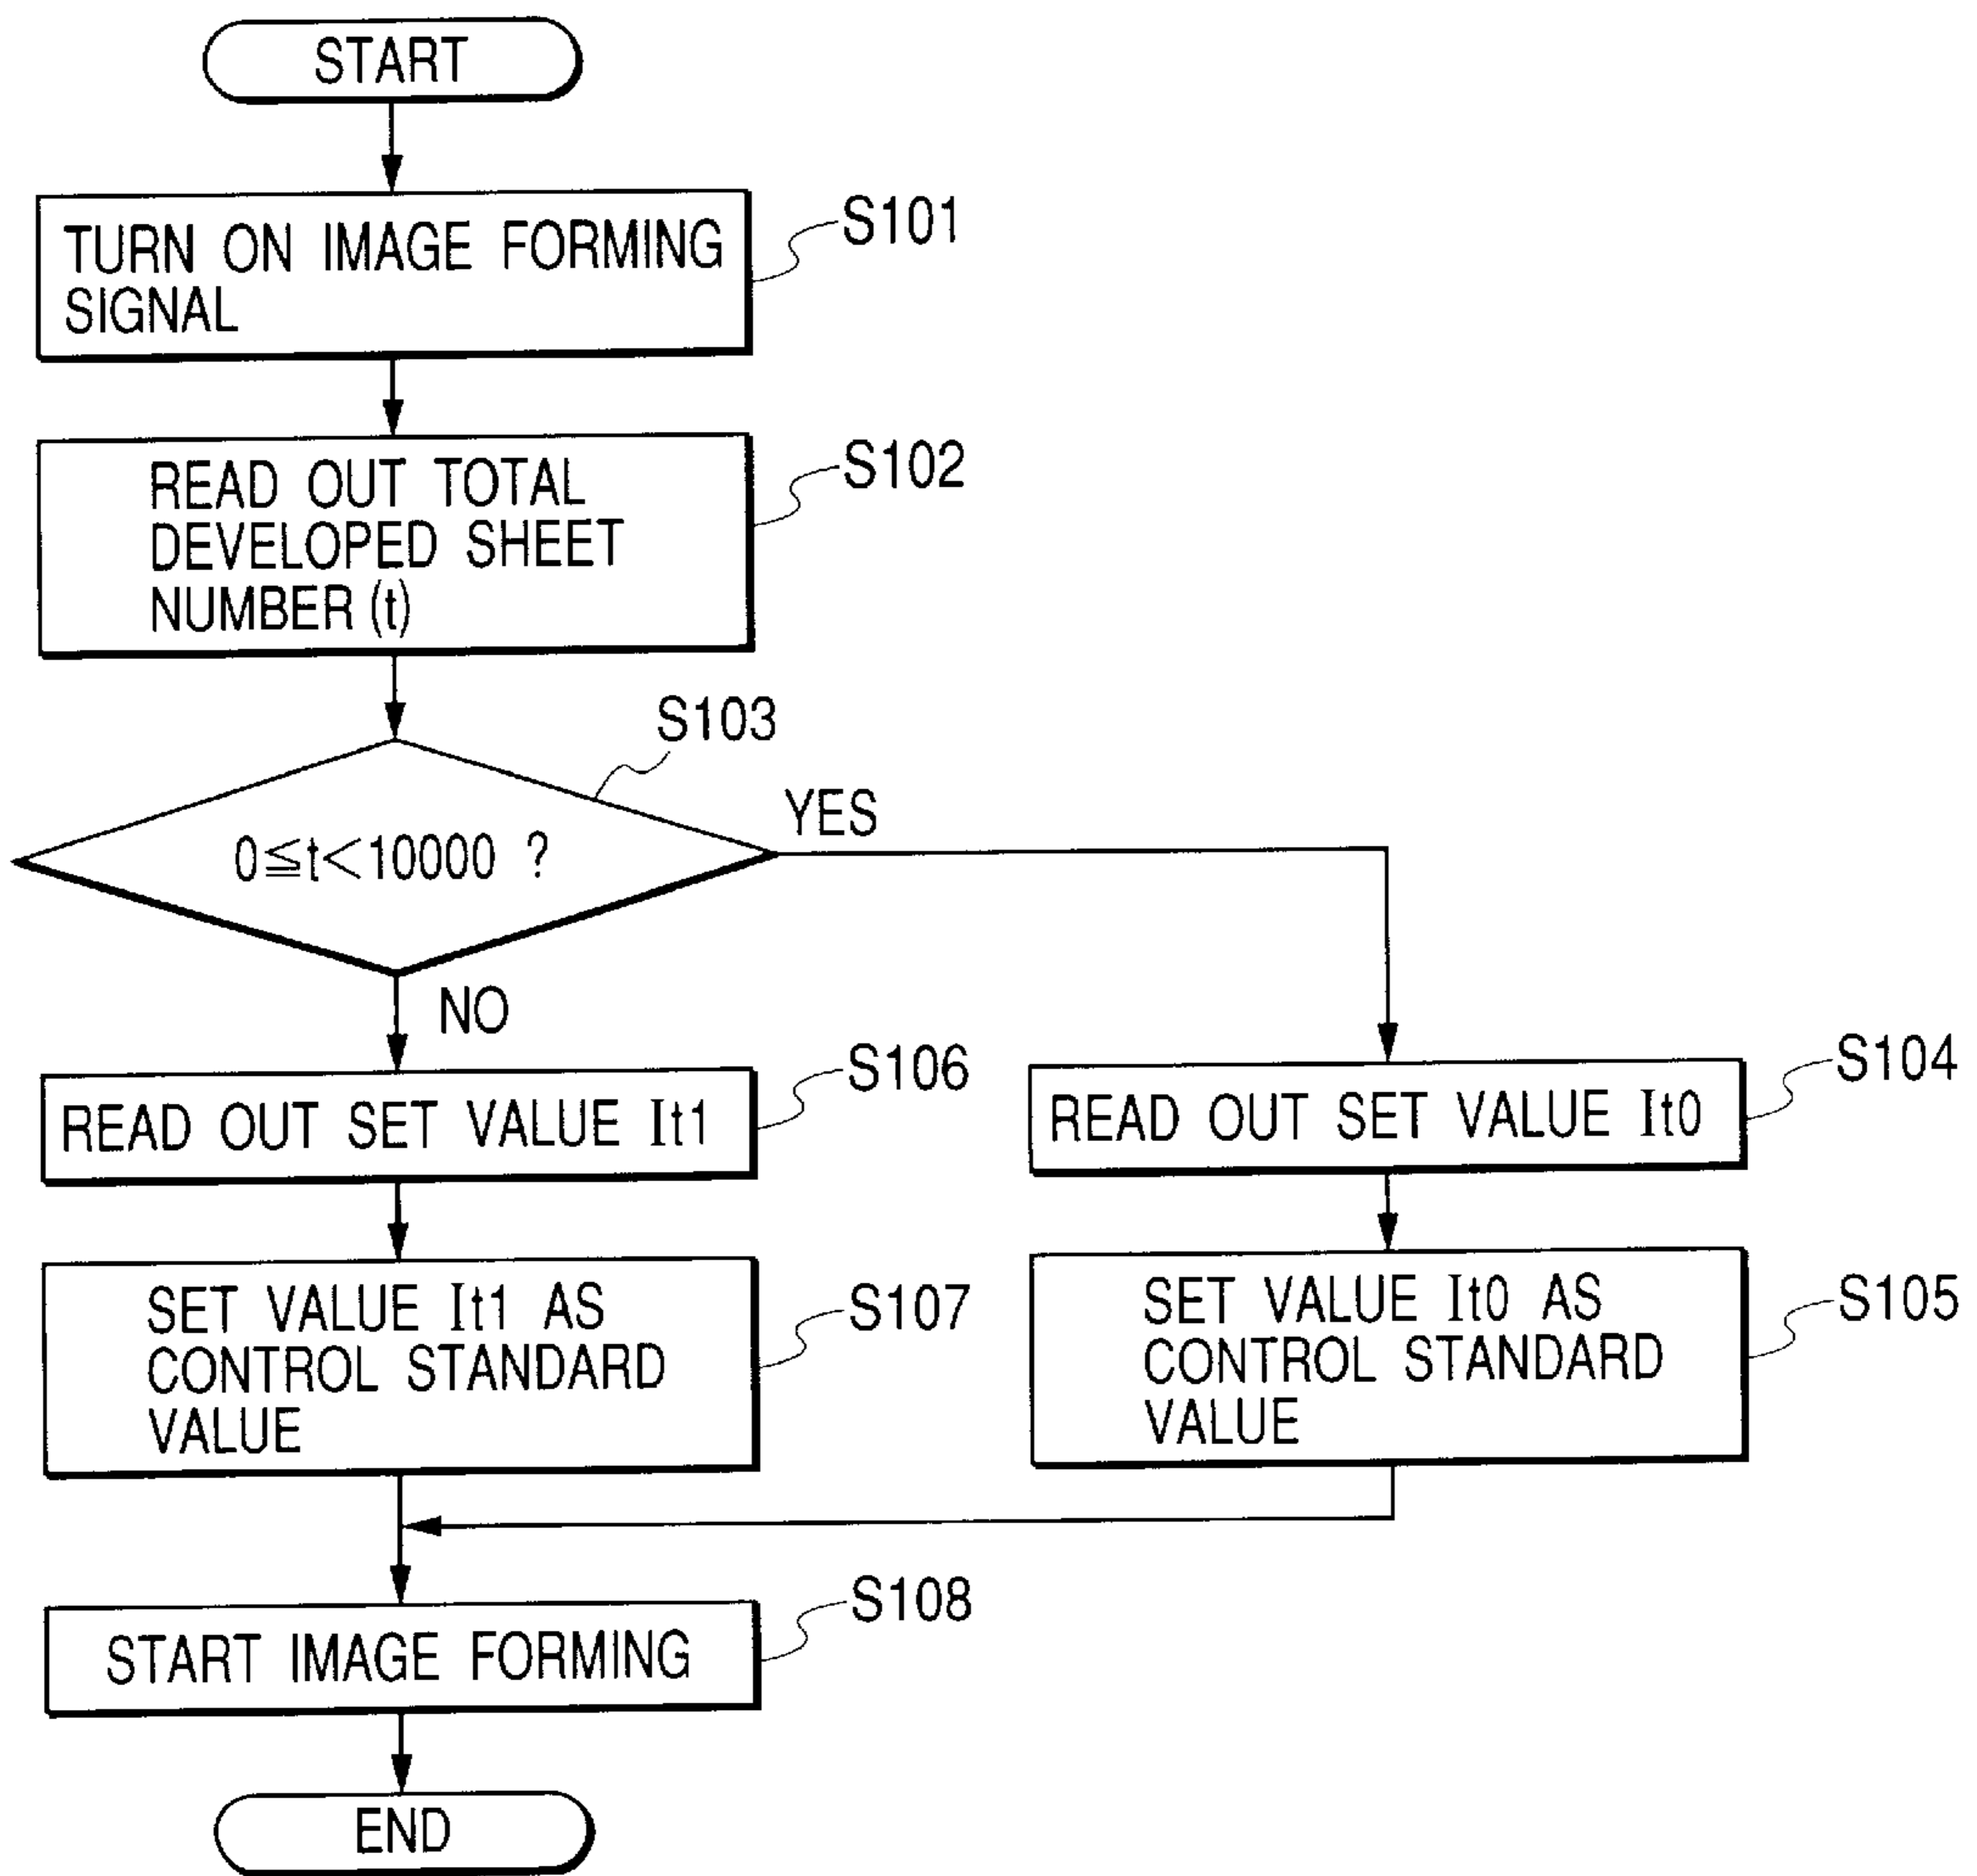 START
TURN ON IMAGE FORMING
SIGNAL
S101
READ OUT TOTAL
DEVELOPED SHEET
NUMBER (t)
S102
S103
0≦t<10000 ?
YES
NO
READ OUT SET VALUE It1
S106
READ OUT SET VALUE It0
S104
SET VALUE It1 AS
CONTROL STANDARD
VALUE
S107
SET VALUE It0 AS
CONTROL STANDARD
VALUE
S105
START IMAGE FORMING
S108
END